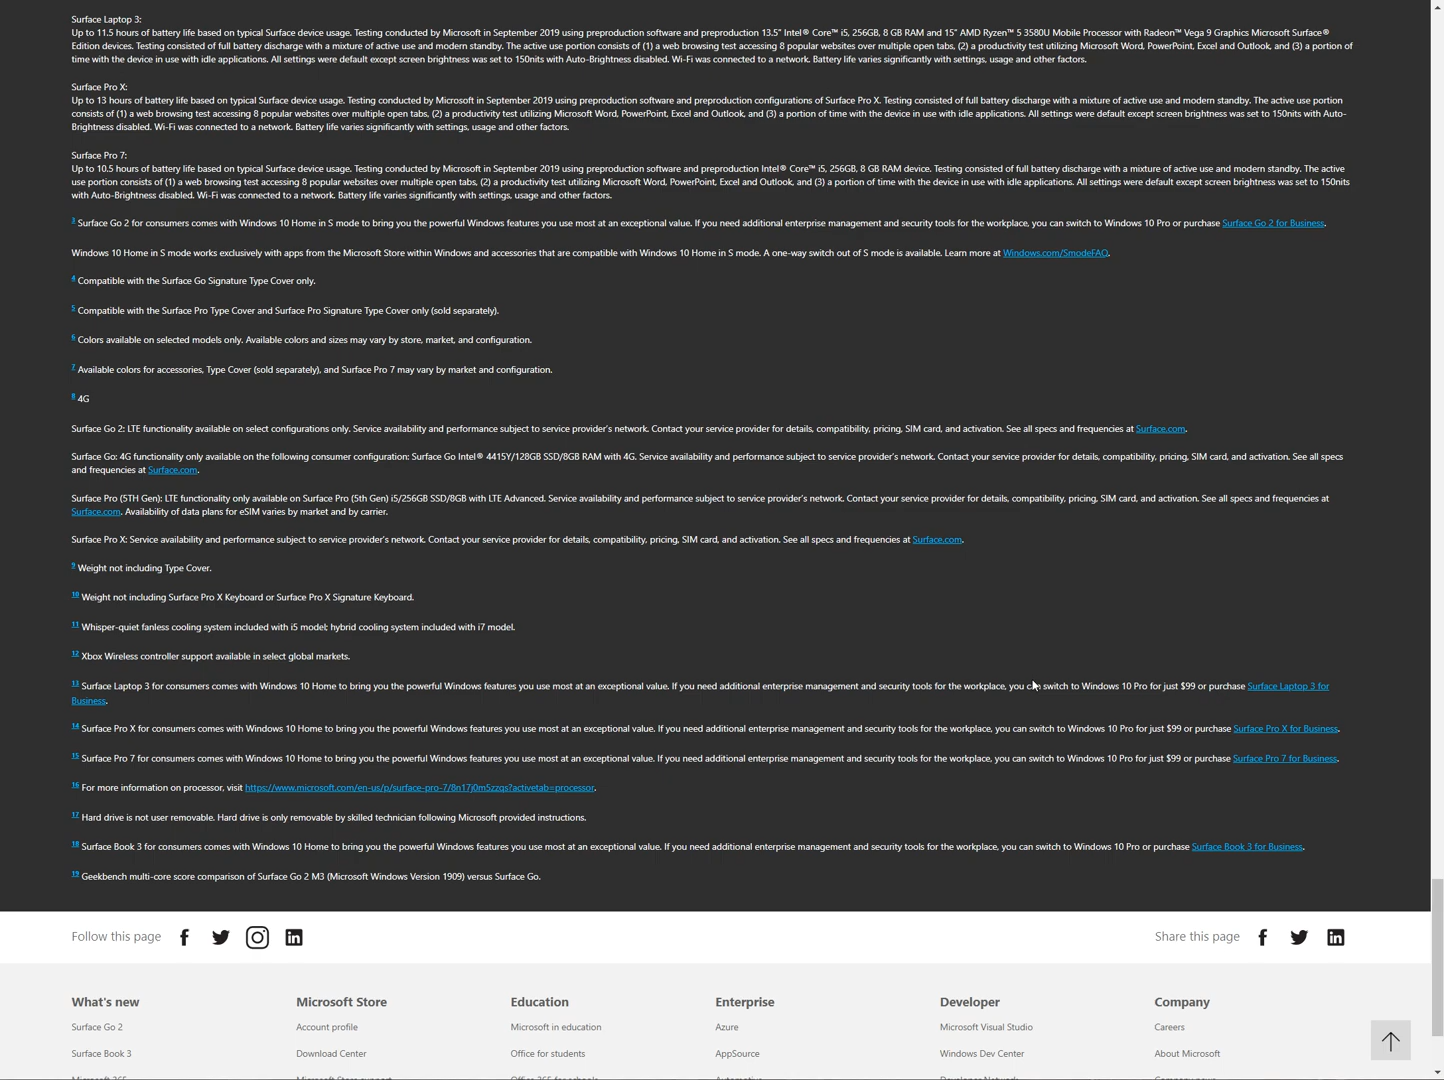 Surface Laptop 3:
Up to 11.5 hours of battery life based on typical Surface device usage. Testing conducted by Microsoft in September 2019 using preproduction software and preproduction 13.5" Intel® Core™ i5, 256GB, 8 GB RAM and 15" AMD Ryzen™ 5 3580U Mobile Processor with Radeon™ Vega 9 Graphics Microsoft Surface®
Edition devices. Testing consisted of full battery discharge with a mixture of active use and modern standby. The active use portion consists of (1) a web browsing test accessing 8 popular websites over multiple open tabs, (2) a productivity test utilizing Microsoft Word, PowerPoint, Excel and Outlook, and (3) a portion of
time with the device in use with idle applications. All settings were default except screen brightness was set to 150nits with Auto-Brightness disabled. Wi-Fi was connected to a network. Battery life varies significantly with settings, usage and other factors.
Surface Pro X:
Up to 13 hours of battery life based on typical Surface device usage. Testing conducted by Microsoft in September 2019 using preproduction software and preproduction configurations of Surface Pro X. Testing consisted of full battery discharge with a mixture of active use and modern standby. The active use portion
consists of (1) a web browsing test accessing 8 popular websites over multiple open tabs, (2) a productivity test utilizing Microsoft Word, PowerPoint, Excel and Outlook, and (3) a portion of time with the device in use with idle applications. All settings were default except screen brightness was set to 150nits with Auto-
Brightness disabled. Wi-Fi was connected to a network. Battery life varies significantly with settings, usage and other factors.
Surface Pro 7:
Up to 10.5 hours of battery life based on typical Surface device usage. Testing conducted by Microsoft in September 2019 using preproduction software and preproduction Intel® Core™ i5, 256GB, 8 GB RAM device. Testing consisted of full battery discharge with a mixture of active use and modern standby. The active
use portion consists of (1) a web browsing test accessing 8 popular websites over multiple open tabs, (2) a productivity test utilizing Microsoft Word, PowerPoint, Excel and Outlook, and (3) a portion of time with the device in use with idle applications. All settings were default except screen brightness was set to 150nits
with Auto-Brightness disabled. Wi-Fi was connected to a network. Battery life varies significantly with settings, usage and other factors.
3 Surface Go 2 for consumers comes with Windows 10 Home in S mode to bring you the powerful Windows features you use most at an exceptional value. If you need additional enterprise management and security tools for the workplace, you can switch to Windows 10 Pro or purchase Surface Go 2 for Business.
Windows 10 Home in S mode works exclusively with apps from the Microsoft Store within Windows and accessories that are compatible with Windows 10 Home in S mode. A one-way switch out of S mode is available. Learn more at Windows.com/SmodeFAQ.
4 Compatible with the Surface Go Signature Type Cover only.
5 Compatible with the Surface Pro Type Cover and Surface Pro Signature Type Cover only (sold separately).
6 Colors available on selected models only. Available colors and sizes may vary by store, market, and configuration.
7 Available colors for accessories, Type Cover (sold separately), and Surface Pro 7 may vary by market and configuration.
8 4G
Surface Go 2: LTE functionality available on select configurations only. Service availability and performance subject to service provider's network. Contact your service provider for details, compatibility, pricing, SIM card, and activation. See all specs and frequencies at Surface.com.
Surface Go: 4G functionality only available on the following consumer configuration: Surface Go Intel® 4415Y/128GB SSD/8GB RAM with 4G. Service availability and performance subject to service provider's network. Contact your service provider for details, compatibility, pricing, SIM card, and activation. See all specs
and frequencies at Surface.com.
Surface Pro (5TH Gen): LTE functionality only available on Surface Pro (5th Gen) i5/256GB SSD/8GB with LTE Advanced. Service availability and performance subject to service provider's network. Contact your service provider for details, compatibility, pricing, SIM card, and activation. See all specs and frequencies at
Surface.com. Availability of data plans for eSIM varies by market and by carrier.
Surface Pro X: Service availability and performance subject to service provider's network. Contact your service provider for details, compatibility, pricing, SIM card, and activation. See all specs and frequencies at Surface.com.
9 Weight not including Type Cover.
10 Weight not including Surface Pro X Keyboard or Surface Pro X Signature Keyboard.
11 Whisper-quiet fanless cooling system included with i5 model; hybrid cooling system included with i7 model.
12 Xbox Wireless controller support available in select global markets.
13 Surface Laptop 3 for consumers comes with Windows 10 Home to bring you the powerful Windows features you use most at an exceptional value. If you need additional enterprise management and security tools for the workplace, you can switch to Windows 10 Pro for just $99 or purchase Surface Laptop 3 for
Business.
14 Surface Pro X for consumers comes with Windows 10 Home to bring you the powerful Windows features you use most at an exceptional value. If you need additional enterprise management and security tools for the workplace, you can switch to Windows 10 Pro for just $99 or purchase Surface Pro X for Business.
15 Surface Pro 7 for consumers comes with Windows 10 Home to bring you the powerful Windows features you use most at an exceptional value. If you need additional enterprise management and security tools for the workplace, you can switch to Windows 10 Pro for just $99 or purchase Surface Pro 7 for Business.
16 For more information on processor, visit https://www.microsoft.com/en-us/p/surface-pro-7/8n17j0m5zzqs?activetab=processor.
17 Hard drive is not user removable. Hard drive is only removable by skilled technician following Microsoft provided instructions.
18 Surface Book 3 for consumers comes with Windows 10 Home to bring you the powerful Windows features you use most at an exceptional value. If you need additional enterprise management and security tools for the workplace, you can switch to Windows 10 Pro or purchase Surface Book 3 for Business.
19 Geekbench multi-core score comparison of Surface Go 2 M3 (Microsoft Windows Version 1909) versus Surface Go.
Follow this page
Share this page
What's new Microsoft Store Education Enterprise Developer Company
Surface Go 2 Account profile Microsoft in education Azure Microsoft Visual Studio Careers
Surface Book 3 Download Center Office for students AppSource Windows Dev Center About Microsoft